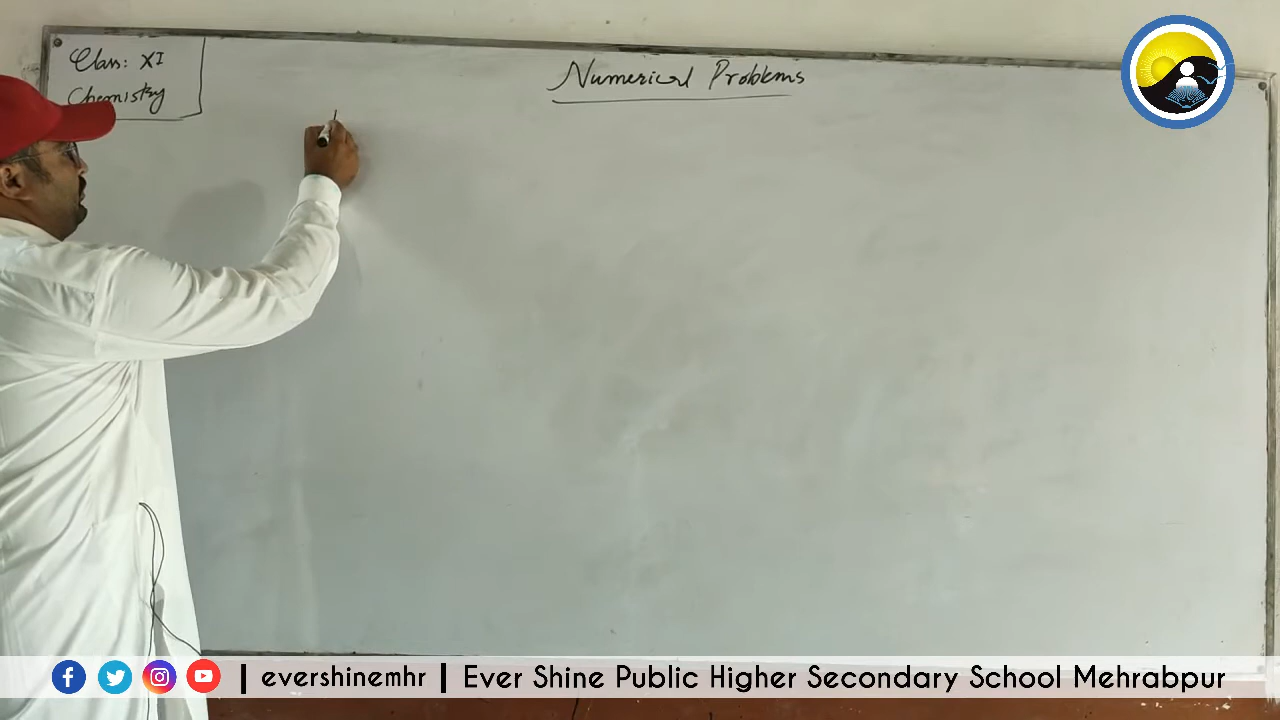 Class: XI
Chemistry
Numerical Problems
| evershinemhr | Ever Shine Public Higher Secondary School Mehrabpur